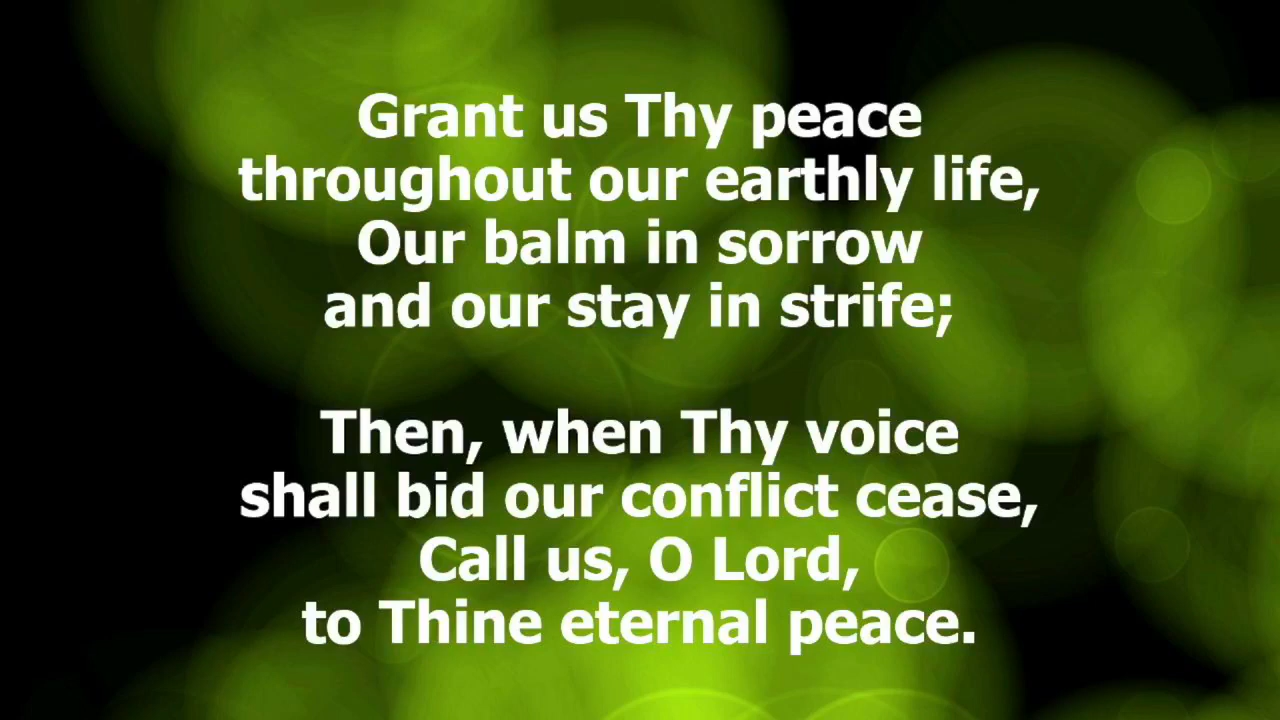 Grant us Thy peace
throughout our earthly life,
Our balm in sorrow
and our stay in strife;
Then, when Thy voice
shall bid our conflict cease,
Call us, O Lord,
to Thine eternal peace.